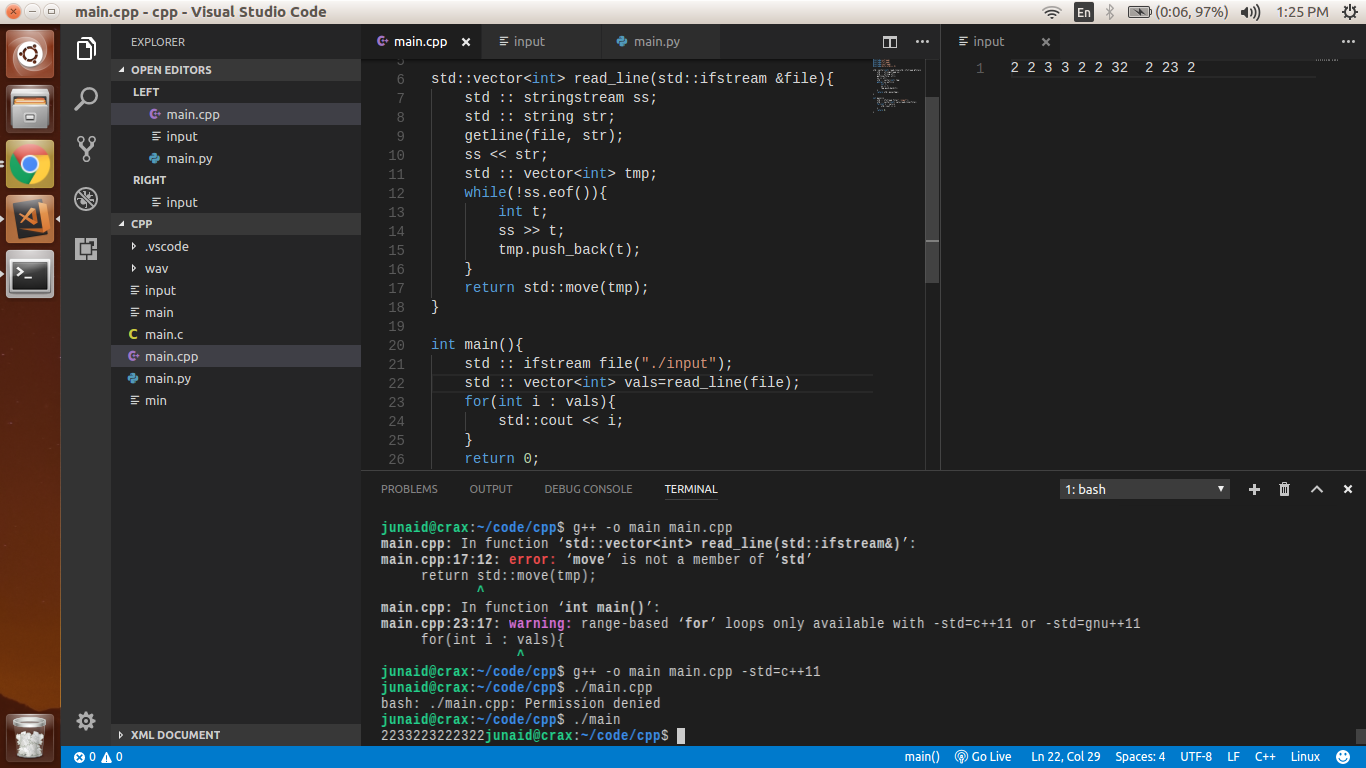 main.cpp - cpp - Visual Studio Code
En
(0:06, 97%)
1:25 PM
EXPLORER
OPEN EDITORS
LEFT
main.cpp
input
main.py
RIGHT
input
CPP
.vscode
wav
input
main
main.c
main.cpp
main.py
min
XML DOCUMENT
main.cpp
input
main.py
5
6 std::vector<int> read_line(std::ifstream &file){
7 std :: stringstream ss;
8 std :: string str;
9 getline(file, str);
10 ss << str;
11 std :: vector<int> tmp;
12 while(!ss.eof()){
13 int t;
14 ss >> t;
15 tmp.push_back(t);
16 }
17 return std::move(tmp);
18 }
19
20 int main(){
21 std :: ifstream file("./input");
22 std :: vector<int> vals=read_line(file);
23 for(int i : vals){
24 std::cout << i;
25 }
26 return 0;
input
1 2 2 3 3 2 2 32  2 23 2
PROBLEMS OUTPUT DEBUG CONSOLE TERMINAL
1: bash
junaid@crax:~/code/cpp$ g++ -o main main.cpp
main.cpp: In function ‘std::vector<int> read_line(std::ifstream&)’:
main.cpp:17:12: error: ‘move’ is not a member of ‘std’
return std::move(tmp);
^
main.cpp: In function ‘int main()’:
main.cpp:23:17: warning: range-based ‘for’ loops only available with -std=c++11 or -std=gnu++11
for(int i : vals){
^
junaid@crax:~/code/cpp$ g++ -o main main.cpp -std=c++11
junaid@crax:~/code/cpp$ ./main.cpp
bash: ./main.cpp: Permission denied
junaid@crax:~/code/cpp$ ./main
2233223222322junaid@crax:~/code/cpp$
0 0
main() Go Live Ln 22, Col 29 Spaces: 4 UTF-8 LF C++ Linux